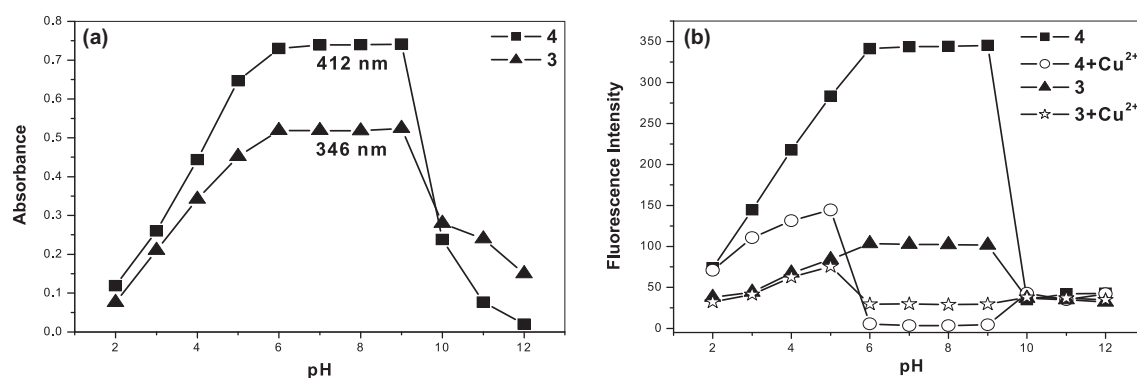 (a)
4
3
412 nm
346 nm
0.8
0.7
0.6
0.5
0.4
0.3
0.2
0.1
0.0
Absorbance
2 4 6 8 10 12
pH
(b)
4
4+Cu2+
3
3+Cu2+
350
300
250
200
150
100
50
0
Fluorescence Intensity
2 4 6 8 10 12
pH